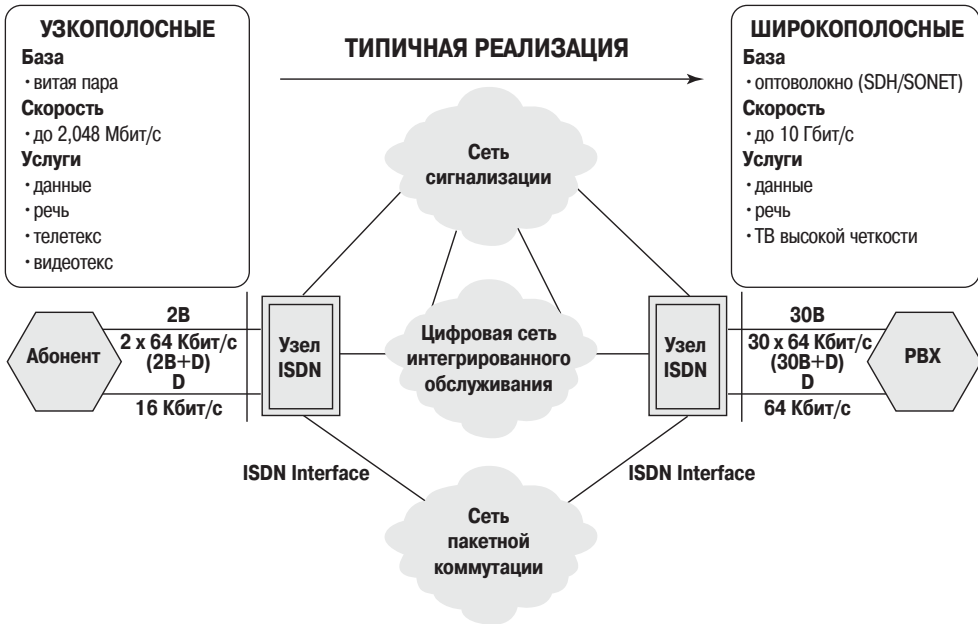 УЗКОПОЛОСНЫЕ
База
· витая пара
Скорость
· до 2,048 Мбит/с
Услуги
· данные
· речь
· телетекс
· видеотекс
ТИПИЧНАЯ РЕАЛИЗАЦИЯ
ШИРОКОПОЛОСНЫЕ
База
· оптоволокно (SDH/SONET)
Скорость
· до 10 Гбит/с
Услуги
· данные
· речь
· ТВ высокой четкости
Сеть
сигнализации
Абонент
2B
2 x 64 Кбит/с
(2B+D)
D
16 Кбит/с
Узел
ISDN
Цифровая сеть
интегрированного
обслуживания
Узел
ISDN
30B
30 x 64 Кбит/с
(30B+D)
D
64 Кбит/с
PBX
ISDN Interface
ISDN Interface
Сеть
пакетной
коммутации